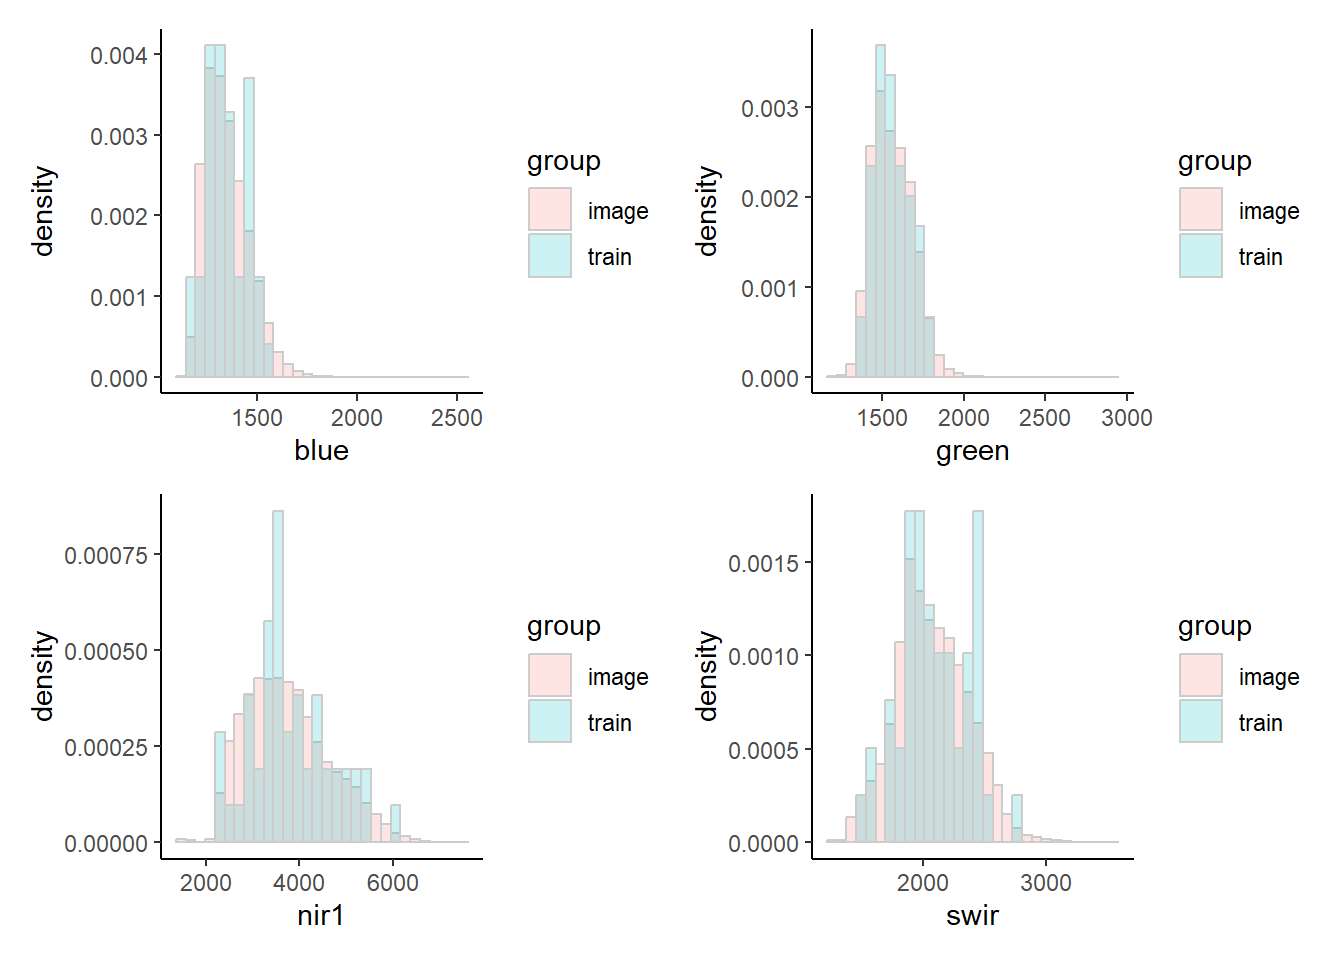 0.004
0.003
0.002
0.001
0.000
density
1500 2000 2500
blue
group
image
train
0.003
0.002
0.001
0.000
density
1500 2000 2500 3000
green
group
image
train
0.00075
0.00050
0.00025
0.00000
density
2000 4000 6000
nir1
group
image
train
0.0015
0.0010
0.0005
0.0000
density
2000 3000
swir
group
image
train